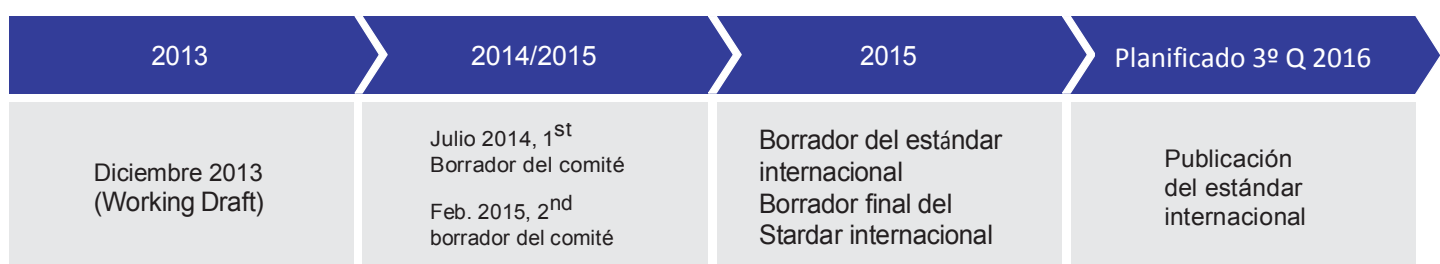 2013
2014/2015
2015
Planificado 3º Q 2016
Diciembre 2013
(Working Draft)
Julio 2014, 1st
Borrador del comité
Feb. 2015, 2nd
borrador del comité
Borrador del estándar
internacional
Borrador final del
Stardar internacional
Publicación
del estándar
internacional